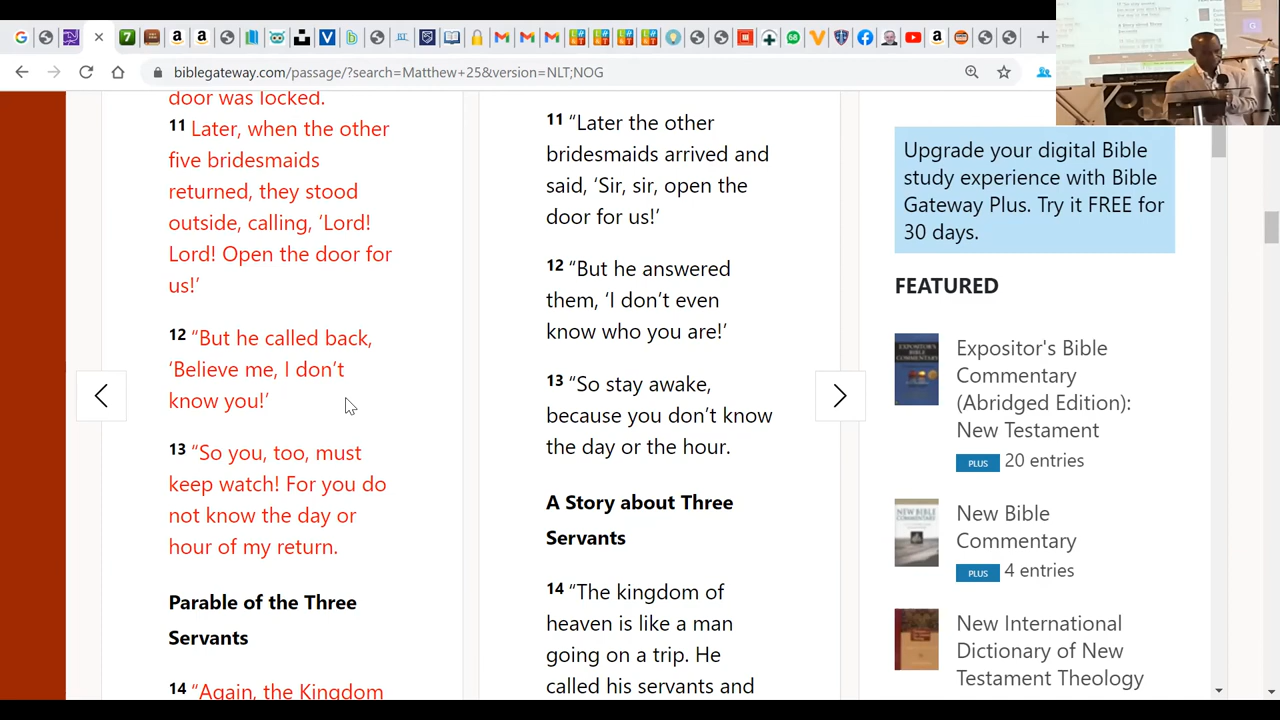 biblegateway.com/passage/?search=Matthew+25&version=NLT;NOG
door was locked.
11 Later, when the other
five bridesmaids
returned, they stood
outside, calling, ‘Lord!
Lord! Open the door for
us!’
12 “But he called back,
‘Believe me, I don’t
know you!’
13 “So you, too, must
keep watch! For you do
not know the day or
hour of my return.
Parable of the Three
Servants
14 “Again, the Kingdom
11 “Later the other
bridesmaids arrived and
said, ‘Sir, sir, open the
door for us!’
12 “But he answered
them, ‘I don’t even
know who you are!’
13 “So stay awake,
because you don’t know
the day or the hour.
A Story about Three
Servants
14 “The kingdom of
heaven is like a man
going on a trip. He
called his servants and
Upgrade your digital Bible
study experience with Bible
Gateway Plus. Try it FREE for
30 days.
FEATURED
Expositor's Bible
Commentary
(Abridged Edition):
New Testament
PLUS 20 entries
New Bible
Commentary
PLUS 4 entries
New International
Dictionary of New
Testament Theology